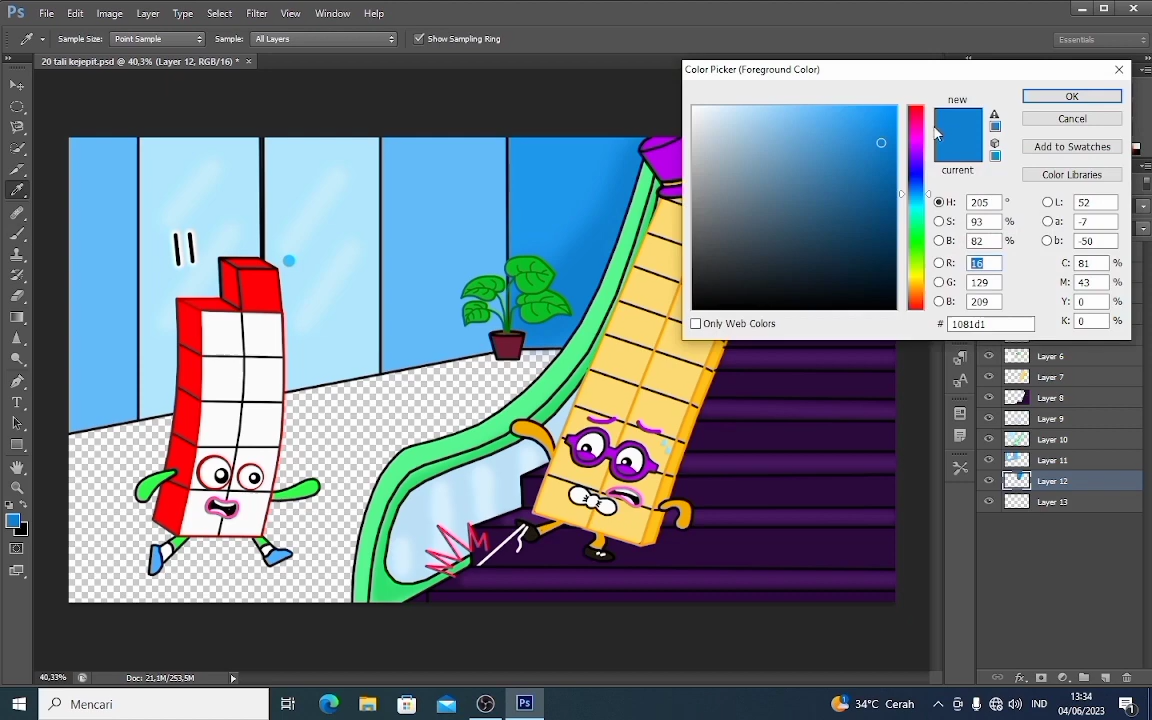 Ps File Edit Image Layer Type Select Filter View Window Help
Sample Size: Point Sample Sample: All Layers Show Sampling Ring Essentials
20 tali kejepit.psd @ 40,3% (Layer 12, RGB/16) * ×
Color Picker (Foreground Color)
new
OK
Cancel
Add to Swatches
current
Color Libraries
H: 205 ° L: 52
S: 93 % a: -7
B: 82 % b: -50
R: 16 C: 81 %
G: 129 M: 43 %
B: 209 Y: 0 %
# 1081d1 K: 0 %
Only Web Colors
11
Layer 6
Layer 7
Layer 8
Layer 9
Layer 10
Layer 11
Layer 12
Layer 13
40,33% Doc: 21,1M/253,5M
Mencari
34°C Cerah
IND
13:34
04/06/2023